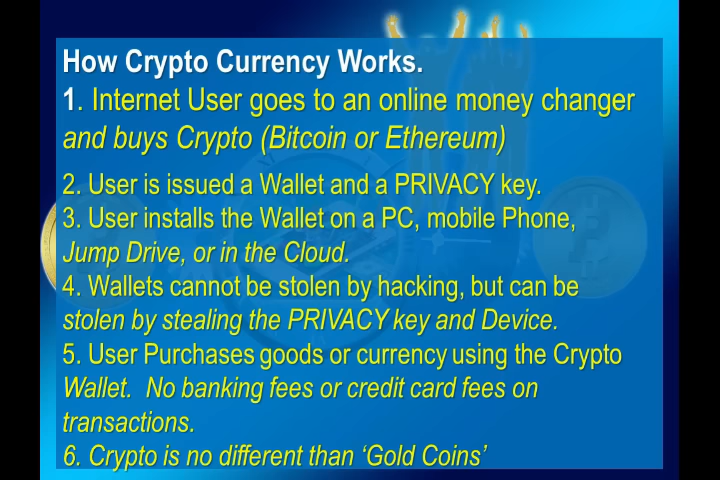 How Crypto Currency Works.
1. Internet User goes to an online money changer
and buys Crypto (Bitcoin or Ethereum)
2. User is issued a Wallet and a PRIVACY key.
3. User installs the Wallet on a PC, mobile Phone,
Jump Drive, or in the Cloud.
4. Wallets cannot be stolen by hacking, but can be
stolen by stealing the PRIVACY key and Device.
5. User Purchases goods or currency using the Crypto
Wallet. No banking fees or credit card fees on
transactions.
6. Crypto is no different than ‘Gold Coins’